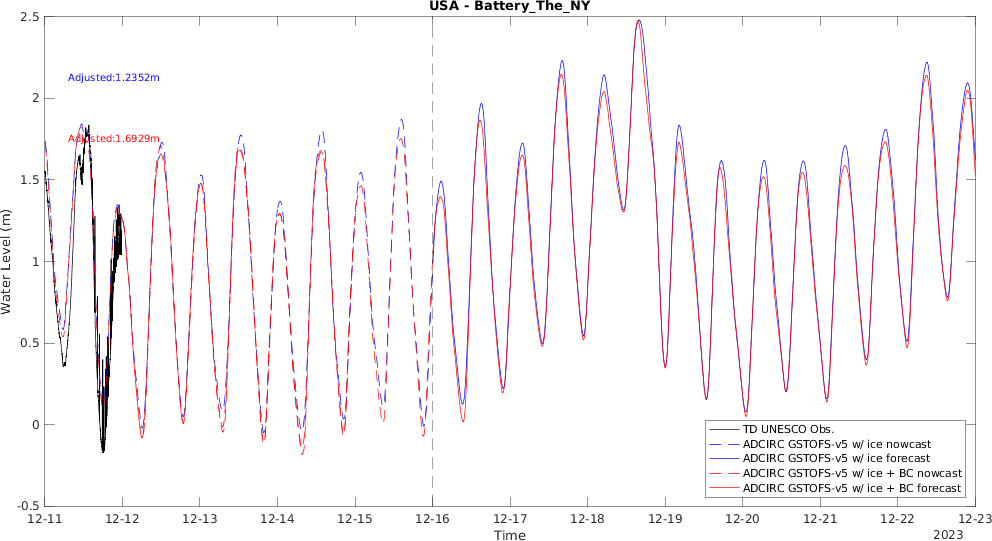 USA - Battery_The_NY
2.5
2
1.5
1
0.5
0
-0.5
Water Level (m)
Adjusted:1.2352m
Adjusted:1.6929m
TD UNESCO Obs.
ADCIRC GSTOFS-v5 w/ ice nowcast
ADCIRC GSTOFS-v5 w/ ice forecast
ADCIRC GSTOFS-v5 w/ ice + BC nowcast
ADCIRC GSTOFS-v5 w/ ice + BC forecast
12-11 12-12 12-13 12-14 12-15 12-16 12-17 12-18 12-19 12-20 12-21 12-22 12-23
Time
2023